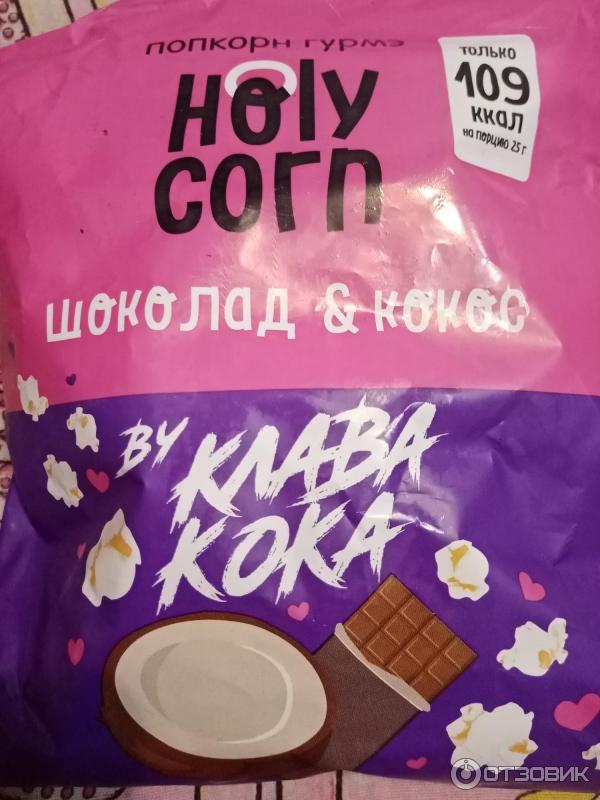 попкорн гурмэ
Holy
corn
только
109
ккал
на порцию 25 г
шоколад & кокос
BY КЛАВА
КОКА
ОТЗОВИК